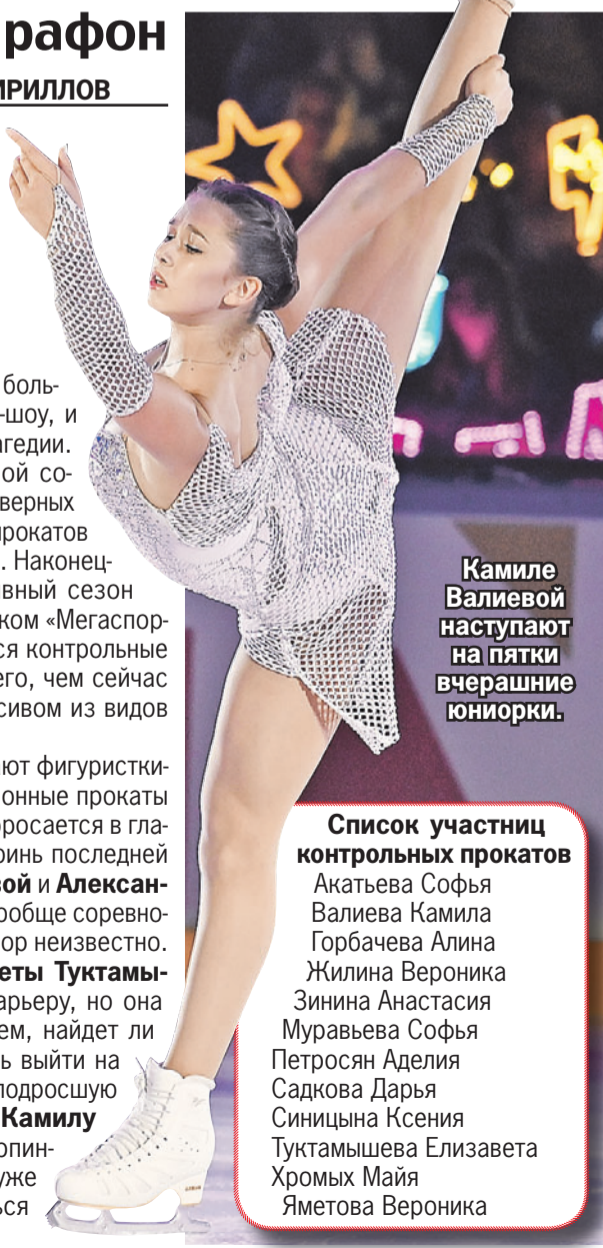 рафон
ИРИЛЛОВ
боль-
-шоу, и
агедии.
ой со-
верных
прокатов
. Наконец-
вный сезон
ком «Мегаспор-
ся контрольные
его, чем сейчас
сивом из видов
ют фигуристки-
онные прокаты
росается в гла-
ринь последней
вой и Алексан-
ообще соревно-
ор неизвестно.
еты Туктамы-
арьеру, но она
ем, найдет ли
ь выйти на
подросшую
Камилу
опин-
уже
ься
Камиле
Валиевой
наступают
на пятки
вчерашние
юниорки.
Список участниц
контрольных прокатов
Акатьева Софья
Валиева Камила
Горбачева Алина
Жилина Вероника
Зинина Анастасия
Муравьева Софья
Петросян Аделия
Садкова Дарья
Синицына Ксения
Туктамышева Елизавета
Хромых Майя
Яметова Вероника